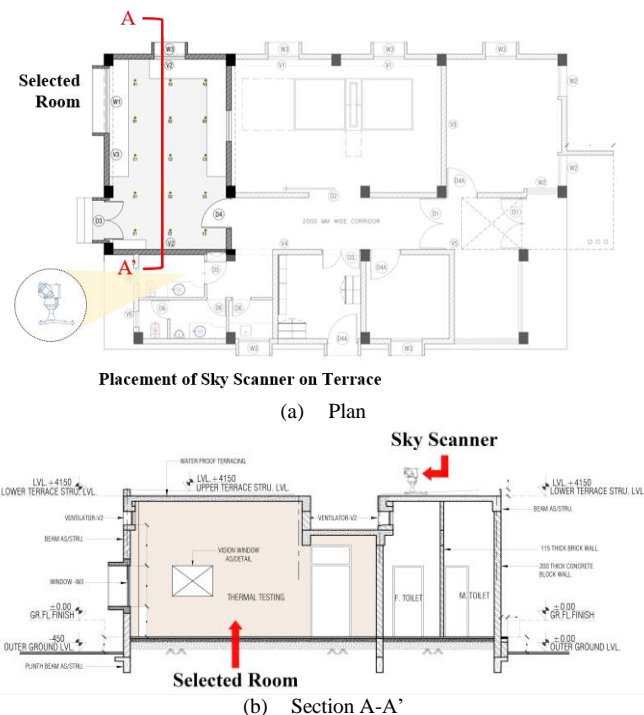 A
W3
W3
W3
W3
V2
V1
V1
Selected
Room
W1
W2
V3
V3
D4A
W2
D2
D3
D4
D1
D1
W2
2000 MM WIDE CORRIDOR
V2
V4
V5
A'
D5
D3
D4A
V6
D6
D6
W3
D4A
W3
Placement of Sky Scanner on Terrace
(a) Plan
Sky Scanner
WATER PROOF TERRACING
LVL.+4150
LOWER TERRACE STRU. LVL.
LVL.+4150
UPPER TERRACE STRU. LVL.
LVL.+4150
LOWER TERRACE STRU. LVL.
VENTILATOR-V2
VENTILATOR-V2
BEAM AS/STRU.
BEAM AS/STRU.
VISION WINDOW
AS/DETAIL
115 THICK BRICK WALL
200 THICK CONCRETE
BLOCK WALL
WINDOW -W3
THERMAL TESTING
F. TOILET
M. TOILET
±0.00
GR.FL.FINISH
±0.00
GR.FL.FINISH
-450
OUTER GROUND LVL.
±0.00
OUTER GROUND LVL.
PLINTH BEAM AS/STRU.
Selected Room
(b) Section A-A'